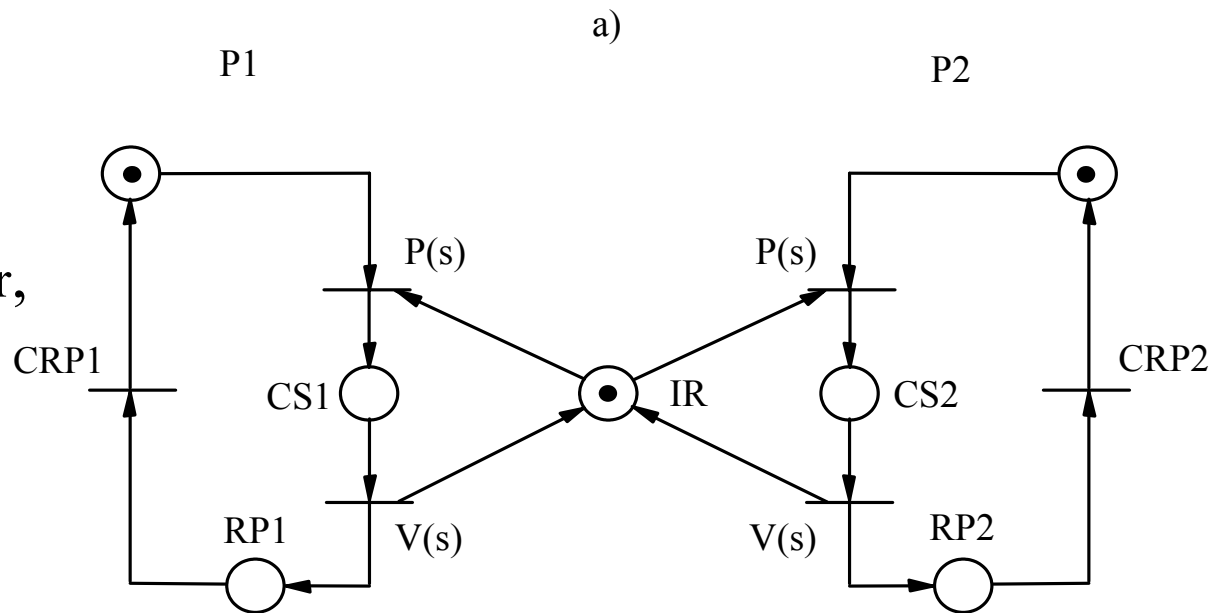 a)
P1 P2
P(s) P(s)
r,
CRP1 CRP2
CS1 IR CS2
RP1 RP2
V(s) V(s)